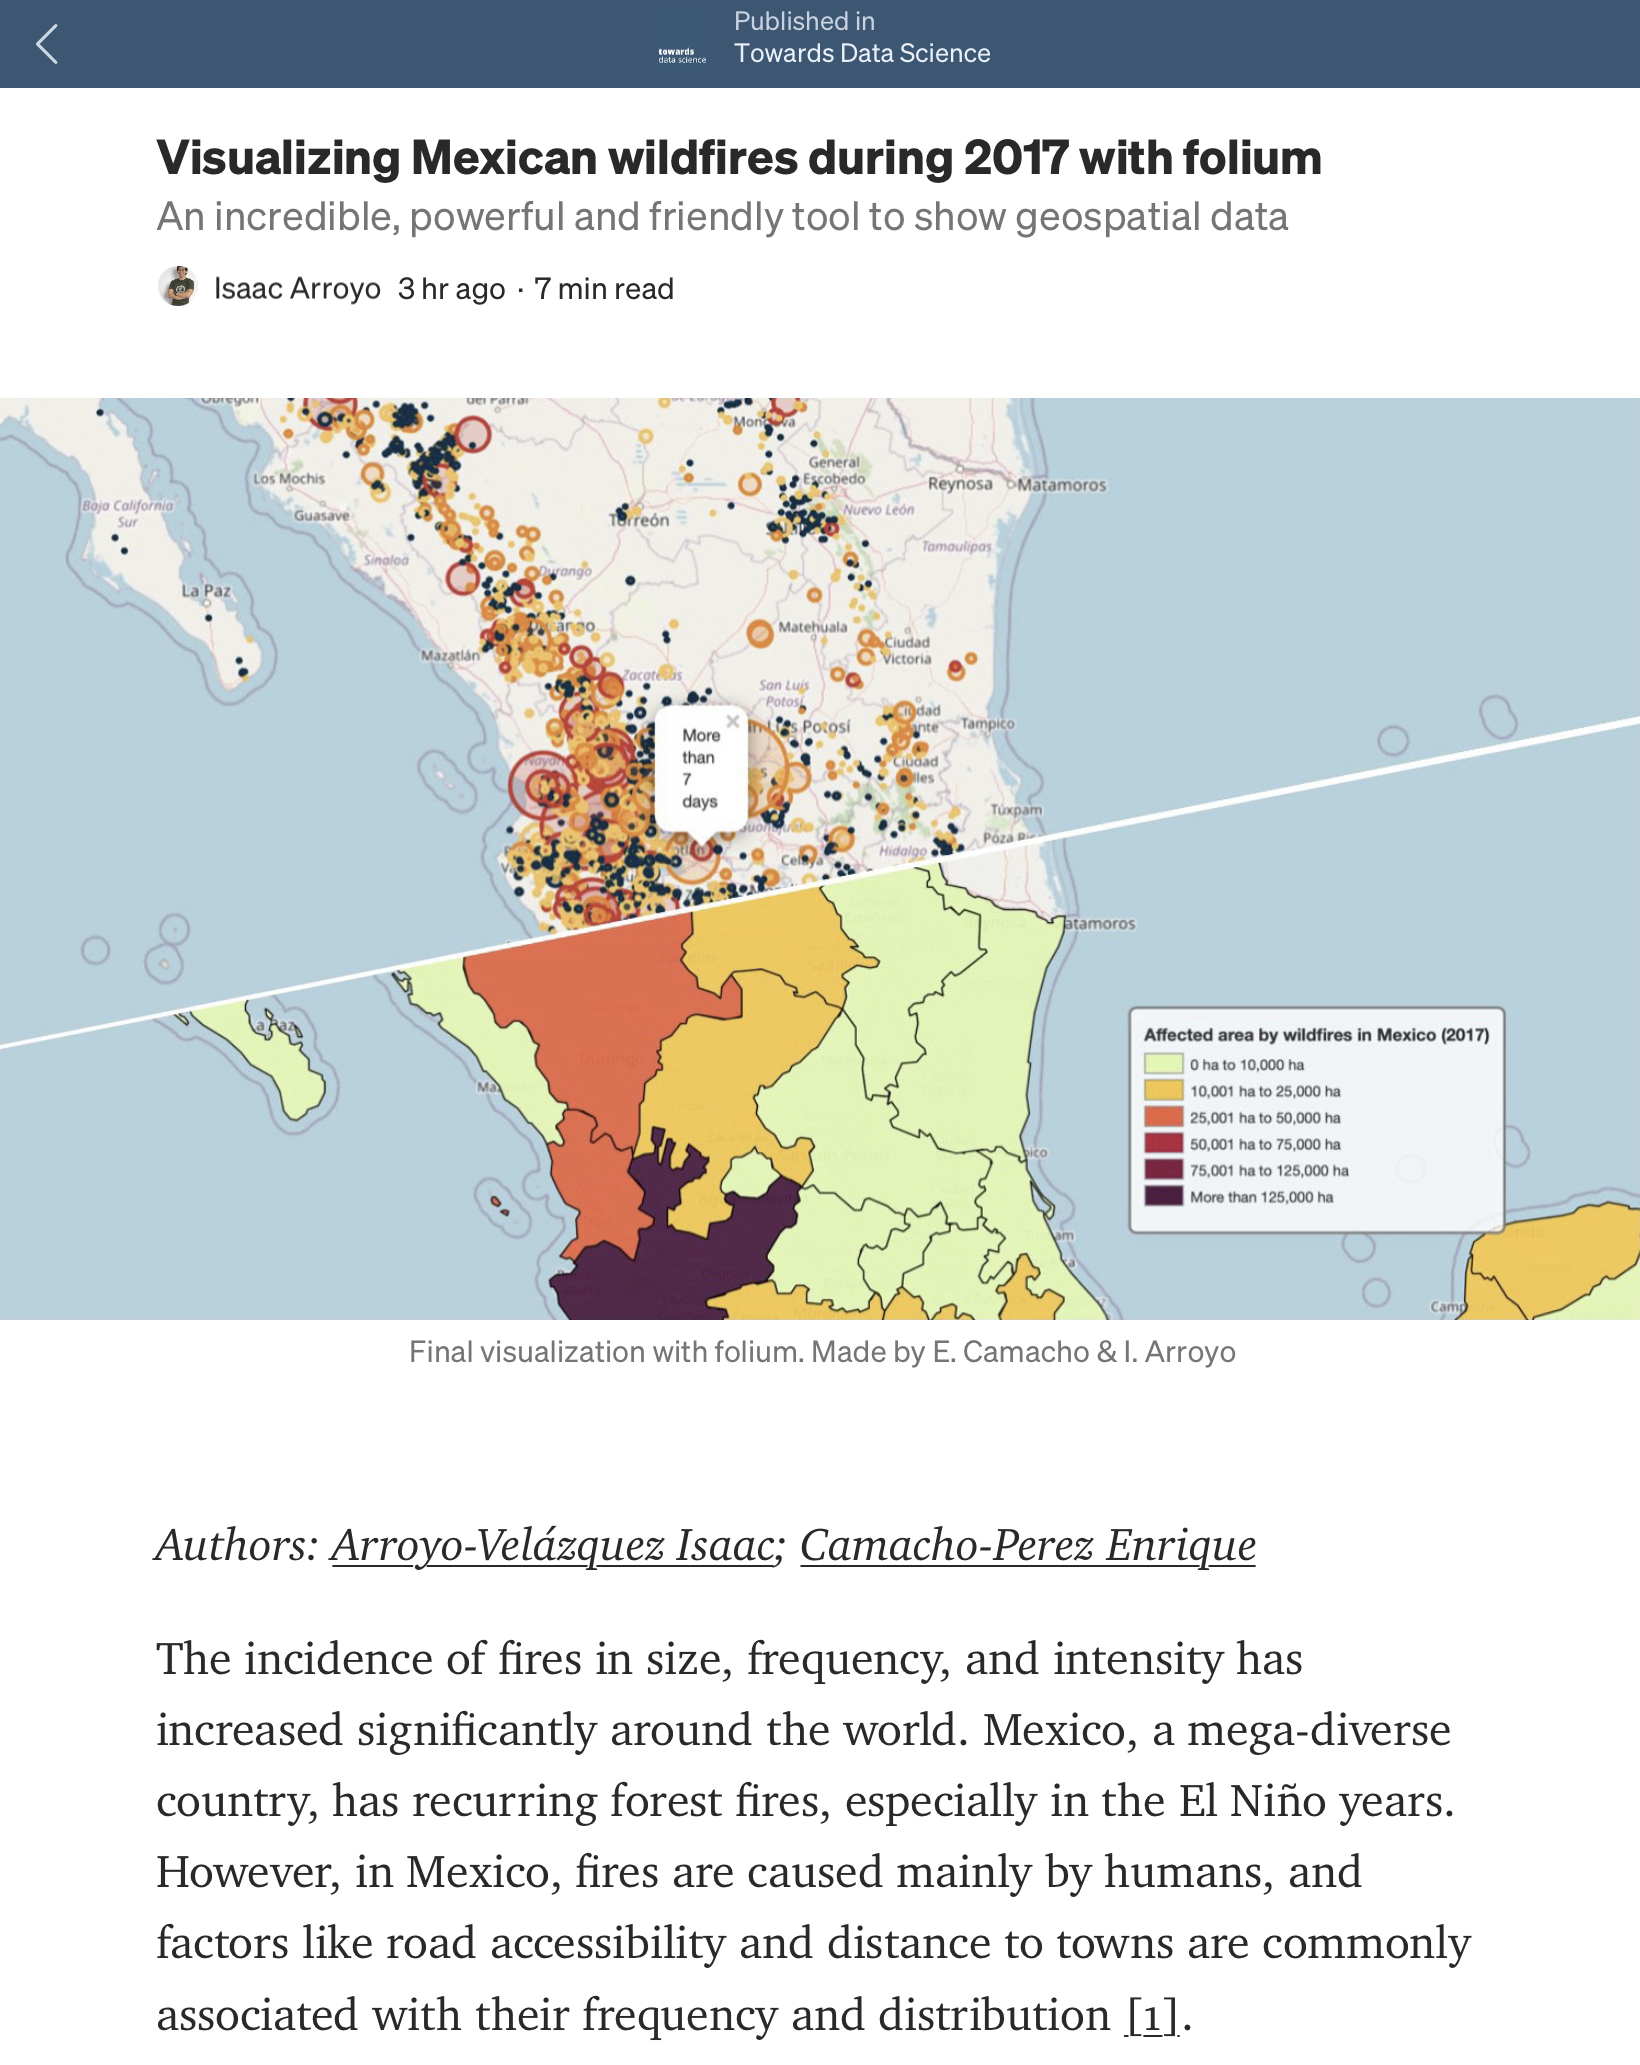 Published in
towards
data science
Towards Data Science
Visualizing Mexican wildfires during 2017 with folium
An incredible, powerful and friendly tool to show geospatial data
Isaac Arroyo 3 hr ago · 7 min read
Los Mochis
General
Escobedo
Reynosa
Matamoros
Baja California
Sur
Guasave
Torreón
Nuevo León
Sinaloa
Durango
Tamaulipas
La Paz
Matehuala
Ciudad
Victoria
Mazatlán
Zacatecas
San Luis
Potosí
More
than
7
days
Potosí
Tampico
Nayarit
Ciudad
Túxpam
Celaya
Hidalgo
atamoros
Affected area by wildfires in Mexico (2017)
0 ha to 10,000 ha
10,001 ha to 25,000 ha
25,001 ha to 50,000 ha
50,001 ha to 75,000 ha
75,001 ha to 125,000 ha
More than 125,000 ha
Final visualization with folium. Made by E. Camacho & I. Arroyo
Authors: Arroyo-Velázquez Isaac; Camacho-Perez Enrique
The incidence of fires in size, frequency, and intensity has
increased significantly around the world. Mexico, a mega-diverse
country, has recurring forest fires, especially in the El Niño years.
However, in Mexico, fires are caused mainly by humans, and
factors like road accessibility and distance to towns are commonly
associated with their frequency and distribution [1].